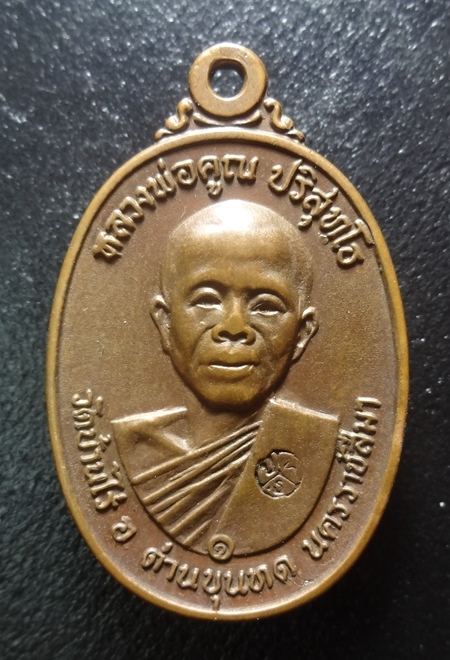 หลวงพ่อคูณ ปริสุทฺโธ
วัดบ้านไร่ อ ด่านขุนทด นครราชสีมา
๑